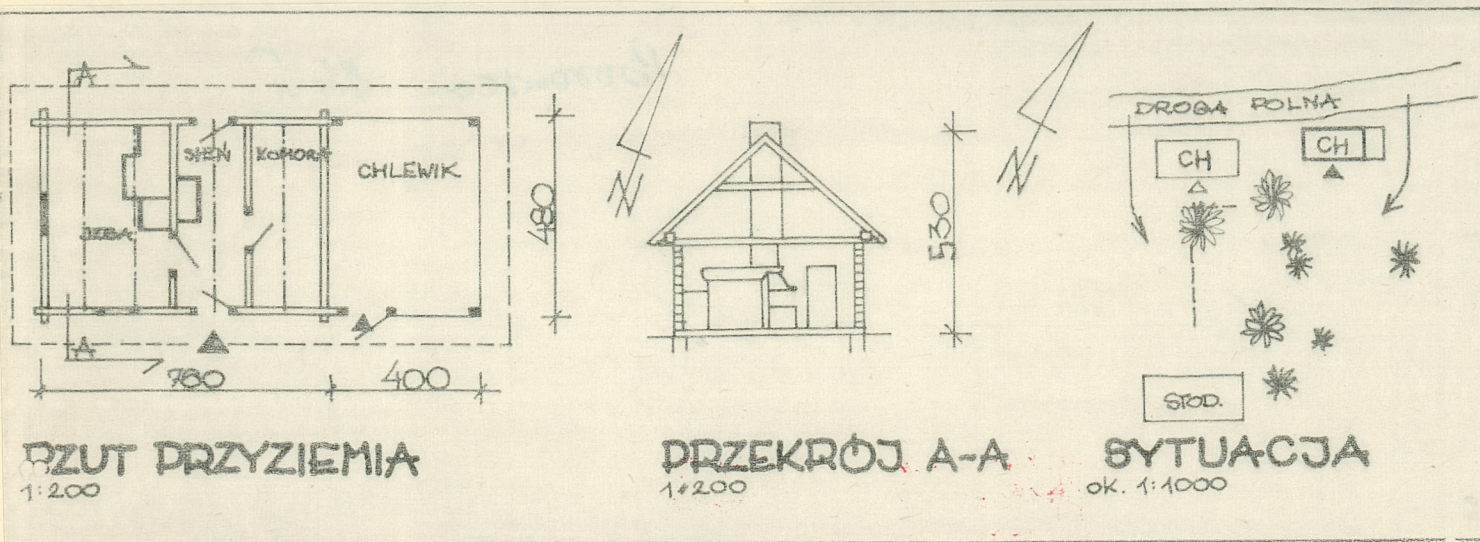 A
SIEŃ
KOMORA
CHLEWIK
IZBA
A
760
400
480
RZUT PRZYZIEMIA
1:200
N
530
PRZEKRÓJ A-A
1:200
N
DROGA POLNA
CH
CH
STOD.
SYTUACJA
ok. 1:1000